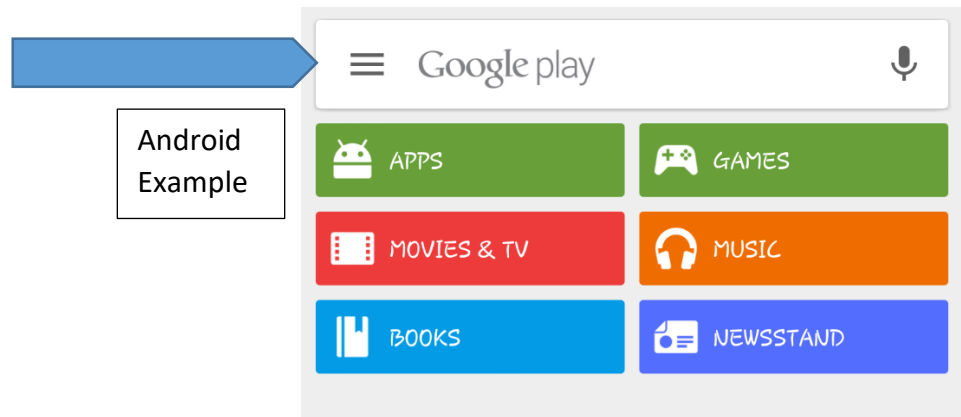 Google play
Android
Example
APPS
GAMES
MOVIES & TV
MUSIC
BOOKS
NEWSSTAND